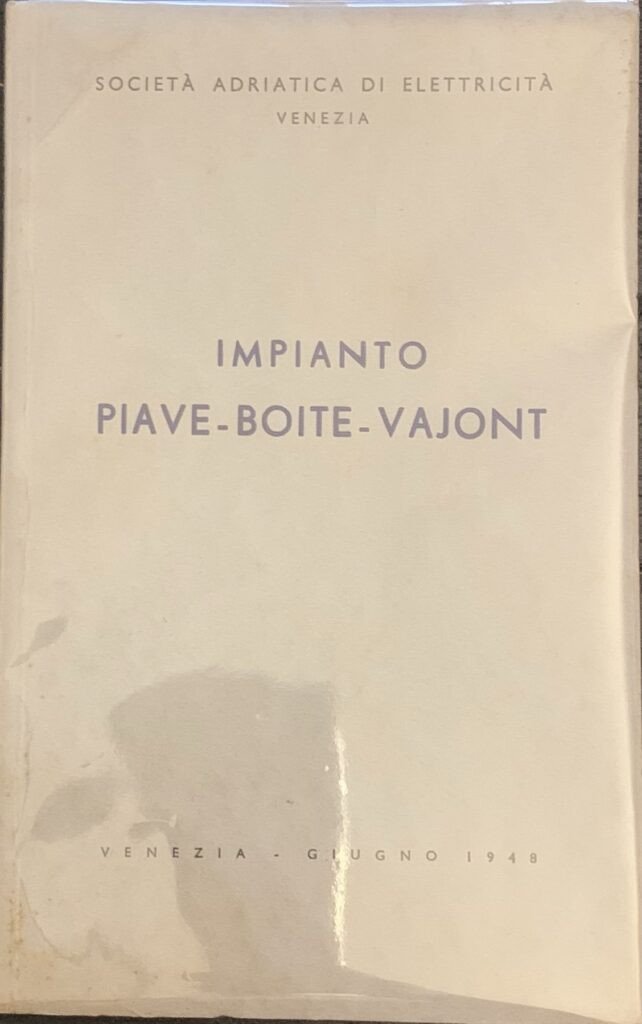 SOCIETÀ ADRIATICA DI ELETTRICITÀ
VENEZIA
IMPIANTO
PIAVE-BOITE-VAJONT
VENEZIA - GIUGNO 1948